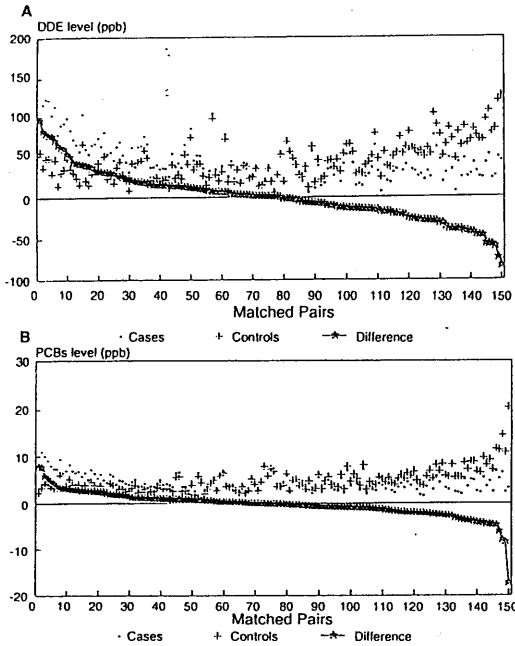 A
DDE level (ppb)
200
150
100
50
0
-50
-100
0 10 20 30 40 50 60 70 80 90 100 110 120 130 140 150
Matched Pairs
· Cases + Controls Difference
B
PCBs level (ppb)
30
20
10
0
-10
-20
0 10 20 30 40 50 60 70 80 90 100 110 120 130 140 150
Matched Pairs
· Cases + Controls Difference